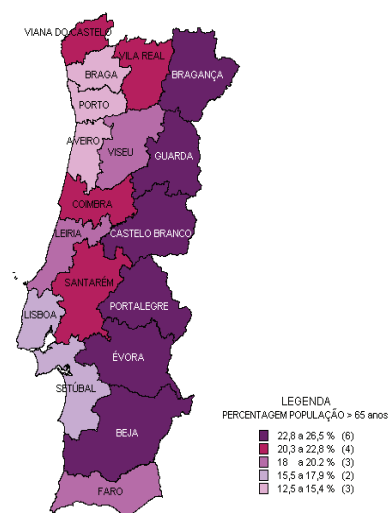 VIANA DO CASTELO
VILA REAL
BRAGANÇA
BRAGA
PORTO
AVEIRO
VISEU
GUARDA
COIMBRA
LEIRIA
CASTELO BRANCO
SANTARÉM
PORTALEGRE
LISBOA
ÉVORA
SETÚBAL
BEJA
FARO
LEGENDA
PERCENTAGEM POPULAÇÃO > 65 anos
22,8 a 26,5 % (6)
20,3 a 22,8 % (4)
18 a 20.2 % (3)
15,5 a 17,9 % (2)
12,5 a 15,4 % (3)